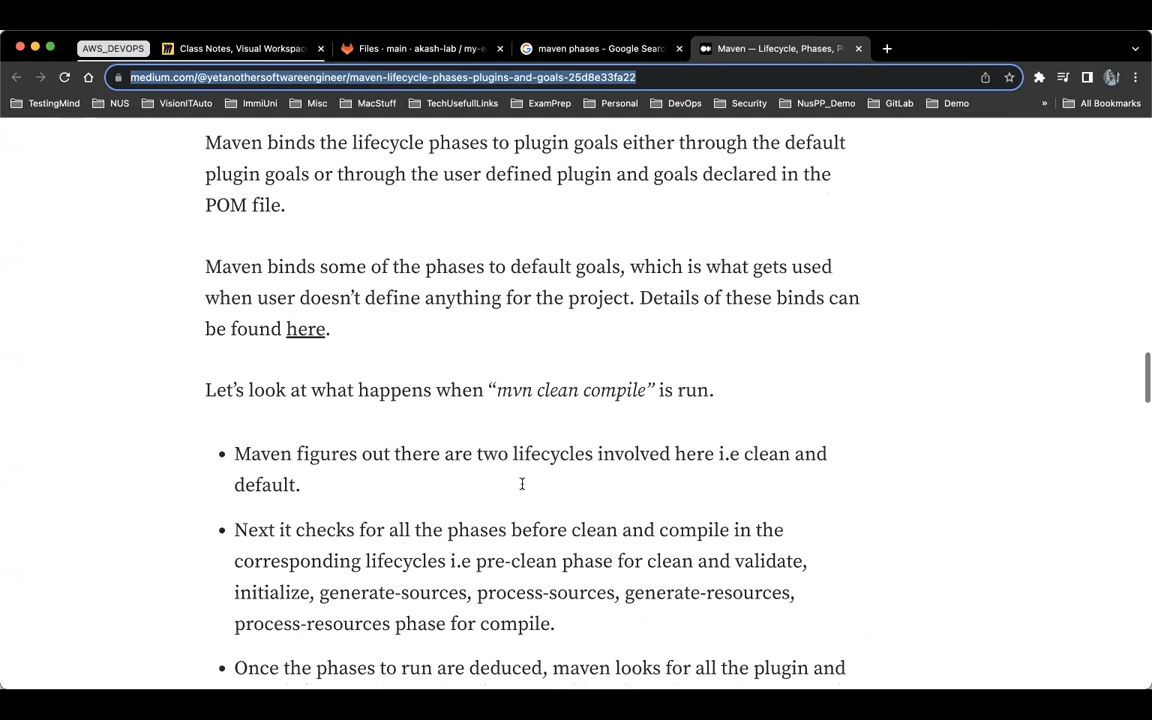 AWS_DEVOPS
Class Notes, Visual Workspac
Files · main · akash-lab / my-e
maven phases - Google Searc
Maven — Lifecycle, Phases, P
medium.com/@yetanothersoftwareengineer/maven-lifecycle-phases-plugins-and-goals-25d8e33fa22
TestingMind
NUS
VisionITAuto
ImmiUni
Misc
MacStuff
TechUsefullLinks
ExamPrep
Personal
DevOps
Security
NusPP_Demo
GitLab
Demo
»
All Bookmarks
Maven binds the lifecycle phases to plugin goals either through the default
plugin goals or through the user defined plugin and goals declared in the
POM file.
Maven binds some of the phases to default goals, which is what gets used
when user doesn’t define anything for the project. Details of these binds can
be found here.
Let’s look at what happens when “mvn clean compile” is run.
• Maven figures out there are two lifecycles involved here i.e clean and
default.
• Next it checks for all the phases before clean and compile in the
corresponding lifecycles i.e pre-clean phase for clean and validate,
initialize, generate-sources, process-sources, generate-resources,
process-resources phase for compile.
• Once the phases to run are deduced, maven looks for all the plugin and